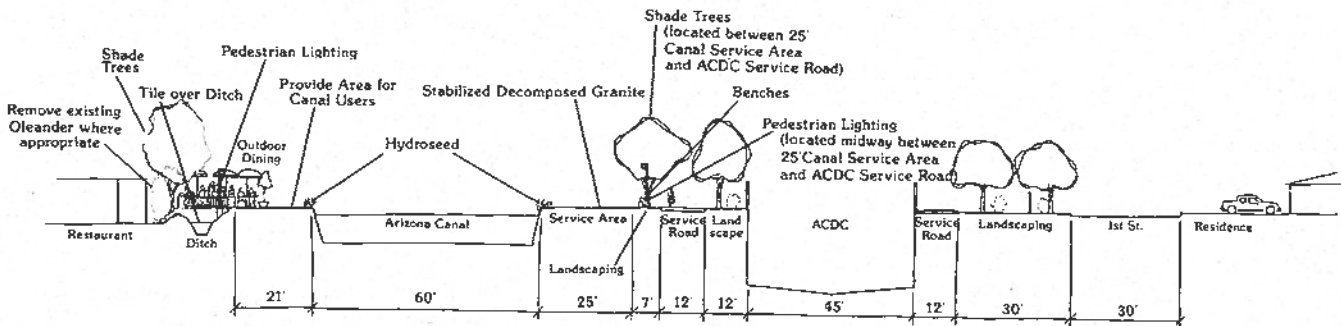 Shade Trees
(located between 25'
Canal Service Area
and ACDC Service Road)
Shade
Trees
Pedestrian Lighting
Tile over Ditch
Provide Area for
Canal Users
Stabilized Decomposed Granite
Benches
Remove existing
Oleander where
appropriate
Outdoor
Dining
Hydroseed
Pedestrian Lighting
(located midway between
25'Canal Service Area
and ACDC Service Road)
Restaurant
Ditch
Arizona Canal
Service Area
Service
Road
Land
scape
ACDC
Service
Road
Landscaping
1st St.
Residence
Landscaping
21'
60'
25'
7'
12'
12'
45'
12'
30'
30'